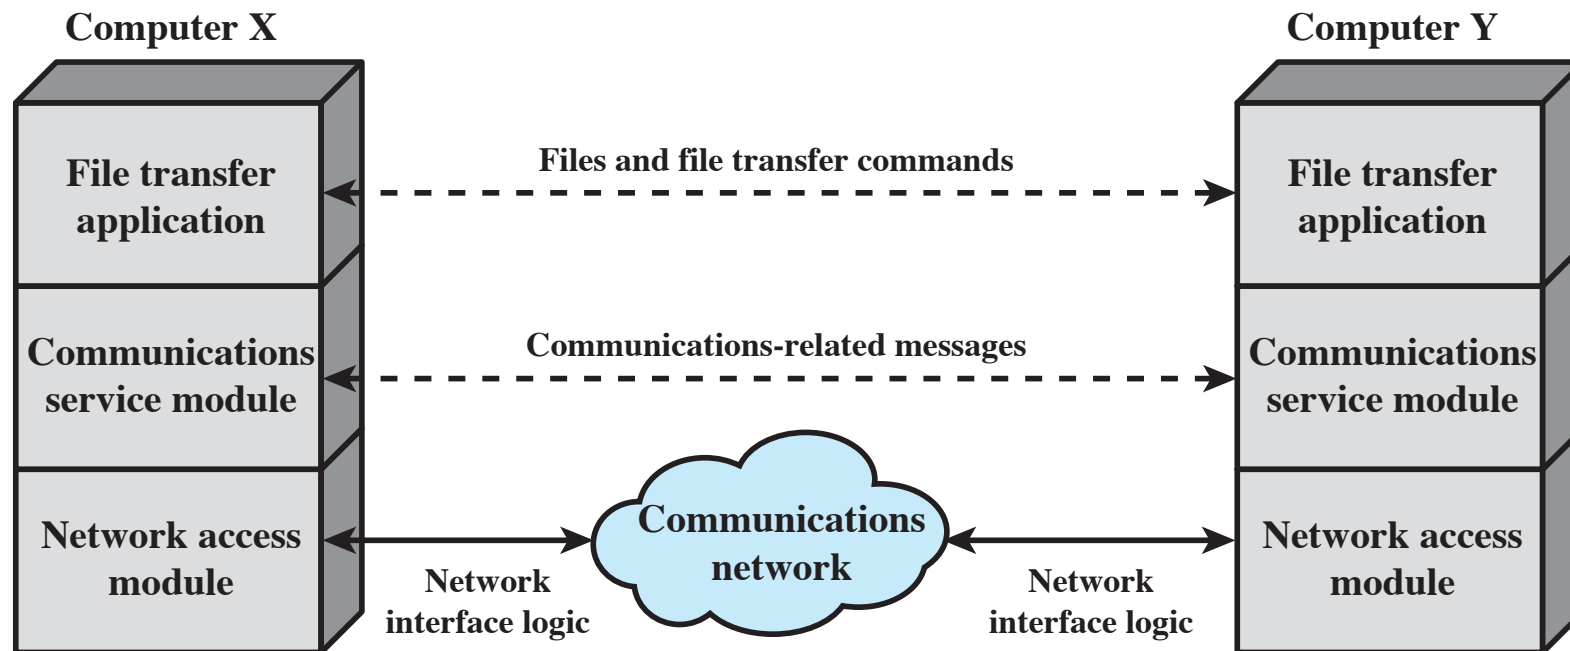 Computer X
Computer Y
File transfer
application
Files and file transfer commands
File transfer
application
Communications
service module
Communications-related messages
Communications
service module
Network access
module
Network
interface logic
Communications
network
Network
interface logic
Network access
module